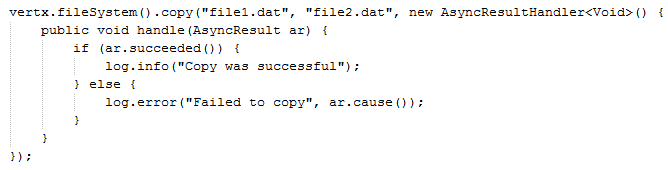 vertx.fileSystem().copy("file1.dat", "file2.dat", new AsyncResultHandler<Void>() {
    public void handle(AsyncResult ar) {
        if (ar.succeeded()) {
            log.info("Copy was successful");
        } else {
            log.error("Failed to copy", ar.cause());
        }
    }
});